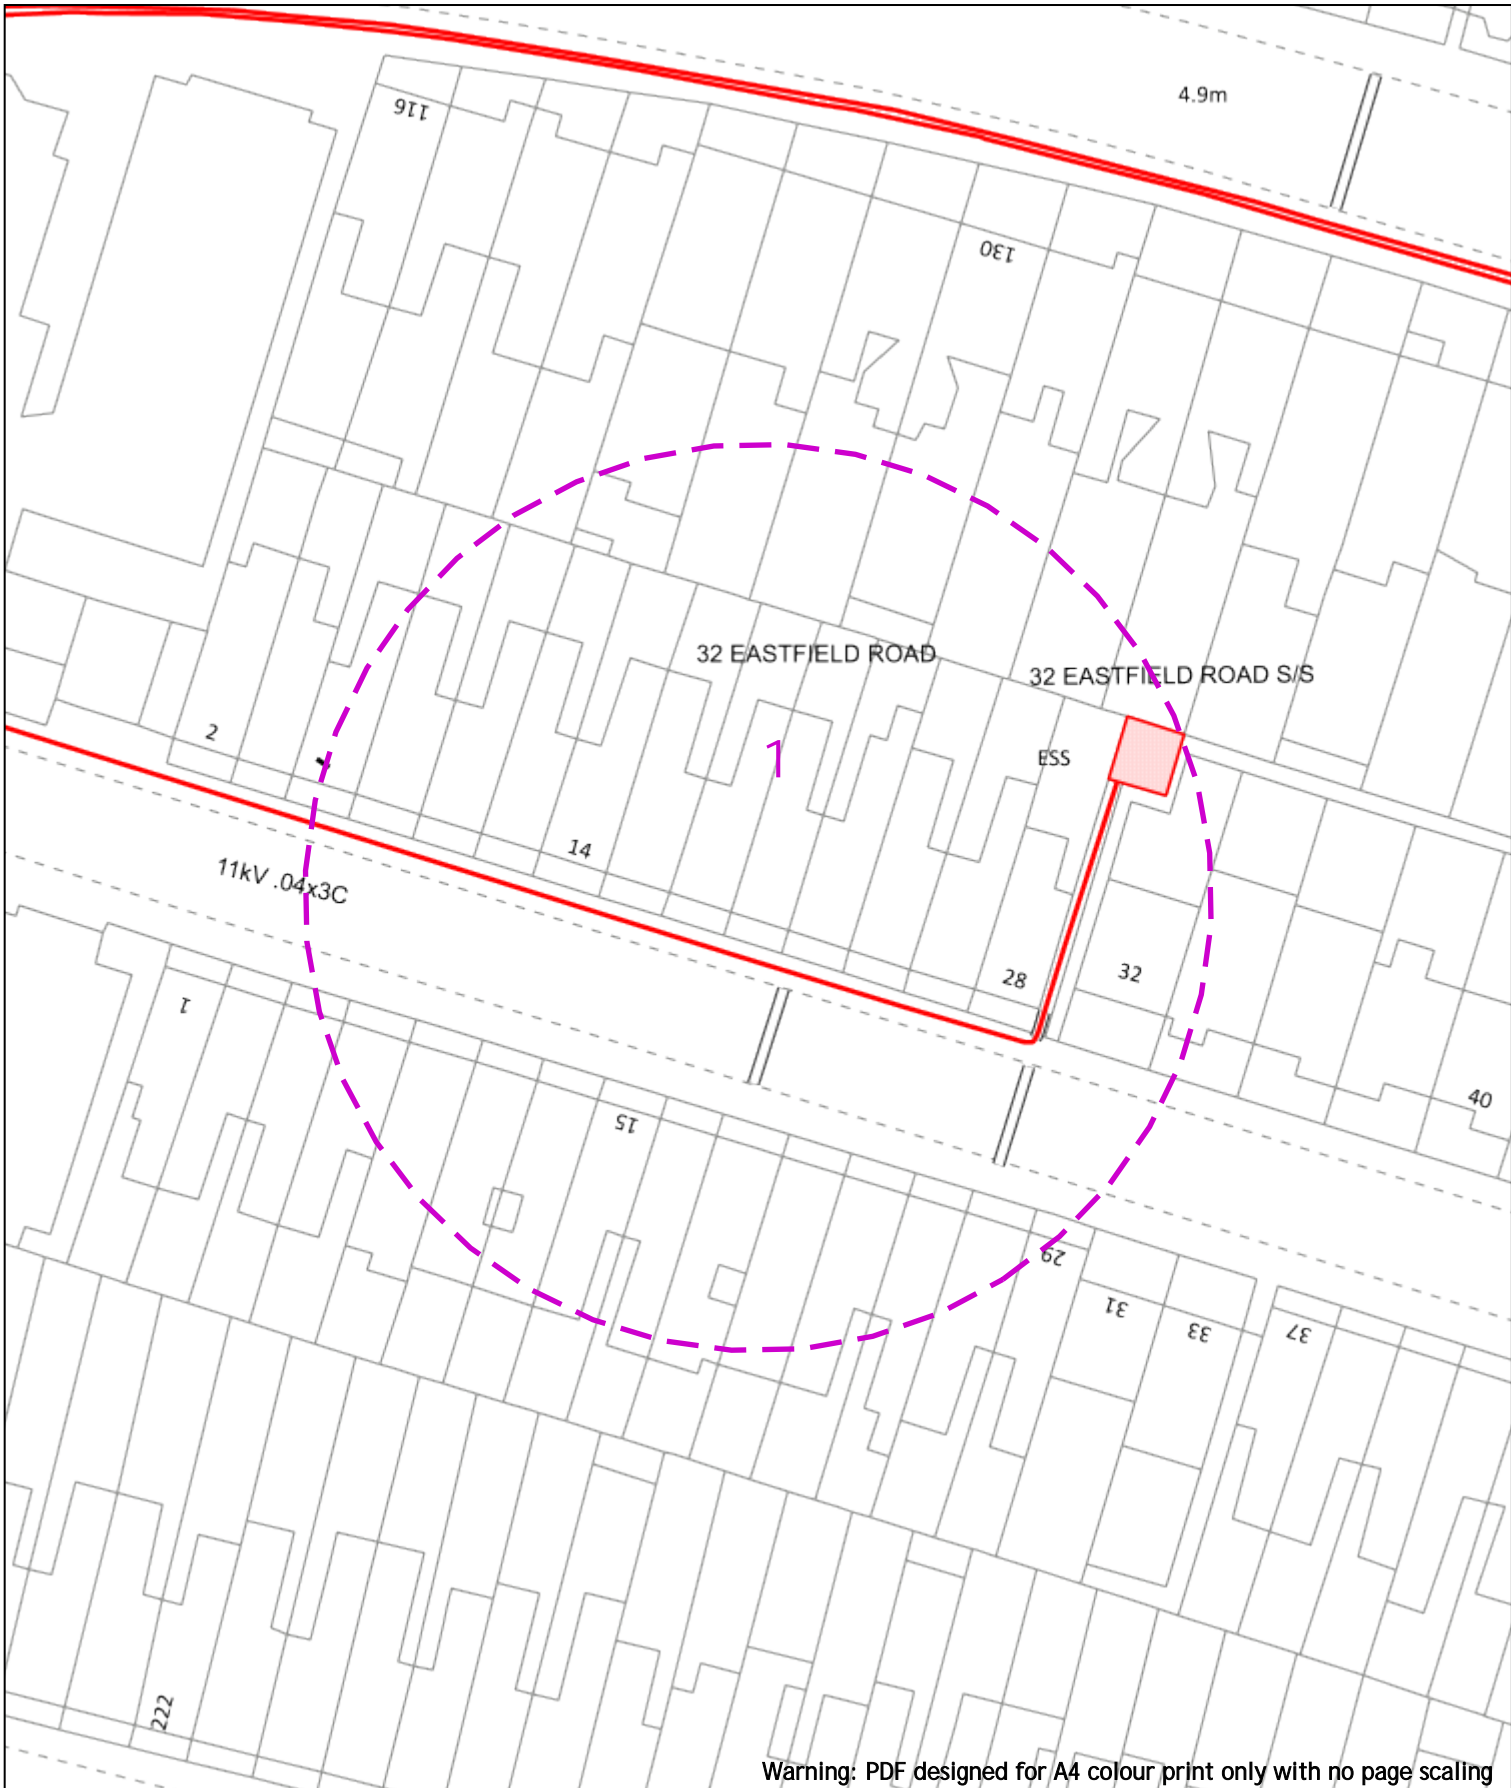 4.9m
116
130
32 EASTFIELD ROAD
32 EASTFIELD ROAD S/S
2
1
ESS
14
11kV .04x3C
28
32
1
40
15
29
31
33
37
222
Warning: PDF designed for A4 colour print only with no page scaling